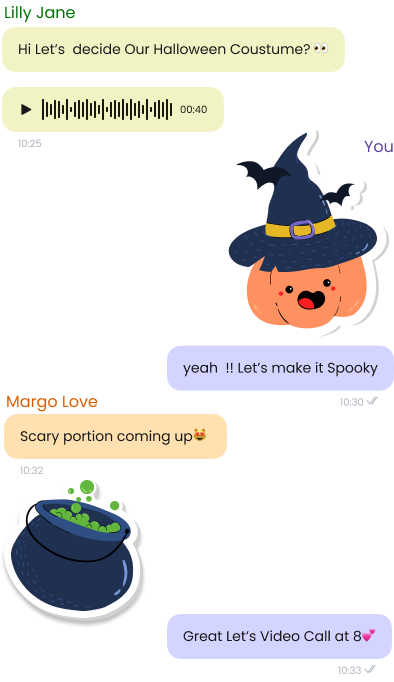 Lilly Jane
Hi Let's  decide Our Halloween Coustume? 👀
00:40
10:25
You
yeah  !! Let's make it Spooky
10:30
Margo Love
Scary portion coming up😻
10:32
Great Let's Video Call at 8💕
10:33